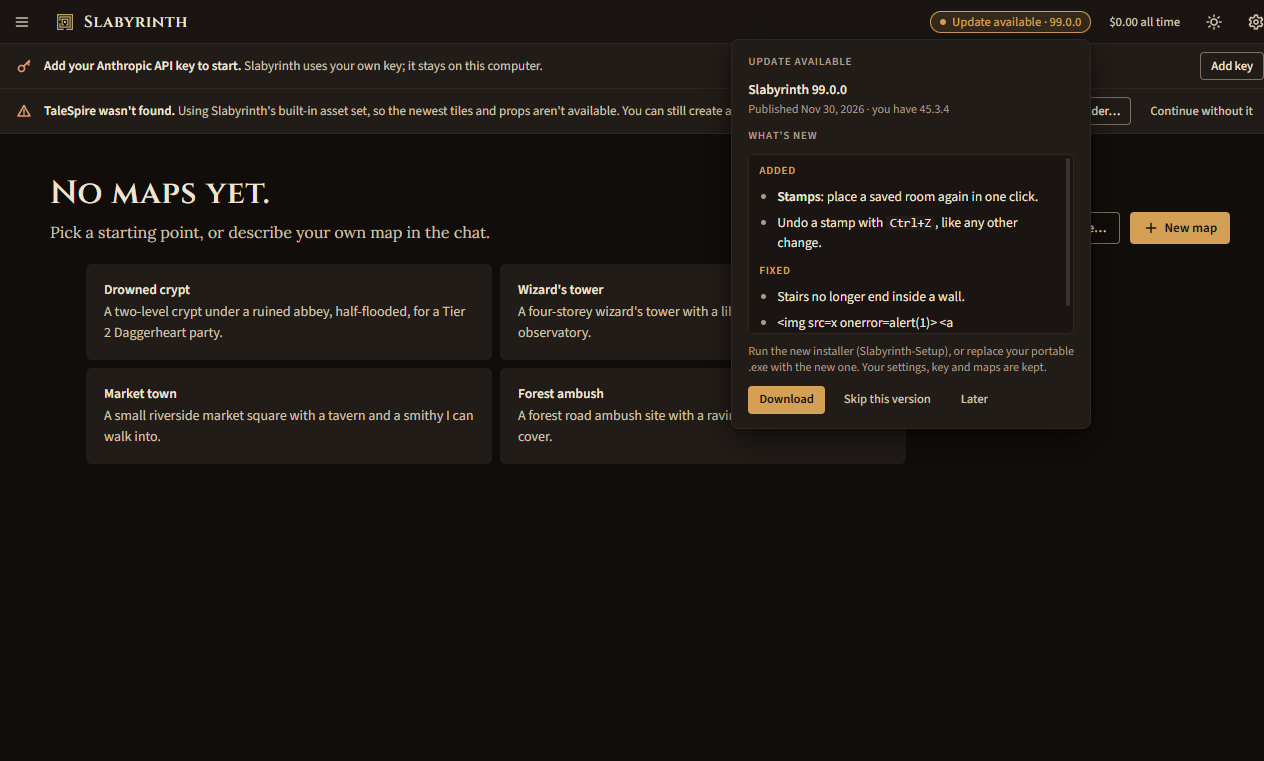 SLABYRINTH
Update available · 99.0.0
$0.00 all time
Add your Anthropic API key to start. Slabyrinth uses your own key; it stays on this computer.
Add key
TaleSpire wasn't found. Using Slabyrinth's built-in asset set, so the newest tiles and props aren't available. You can still create a
der...
Continue without it
UPDATE AVAILABLE
Slabyrinth 99.0.0
Published Nov 30, 2026 · you have 45.3.4
WHAT'S NEW
ADDED
Stamps: place a saved room again in one click.
Undo a stamp with Ctrl+Z, like any other
change.
FIXED
Stairs no longer end inside a wall.
<img src=x onerror=alert(1)> <a
Run the new installer (Slabyrinth-Setup), or replace your portable
.exe with the new one. Your settings, key and maps are kept.
Download
Skip this version
Later
NO MAPS YET.
Pick a starting point, or describe your own map in the chat.
e...
+ New map
Drowned crypt
A two-level crypt under a ruined abbey, half-flooded, for a Tier
2 Daggerheart party.
Wizard's tower
A four-storey wizard's tower with a
observatory.
Market town
A small riverside market square with a tavern and a smithy I can
walk into.
Forest ambush
A forest road ambush site with a
cover.